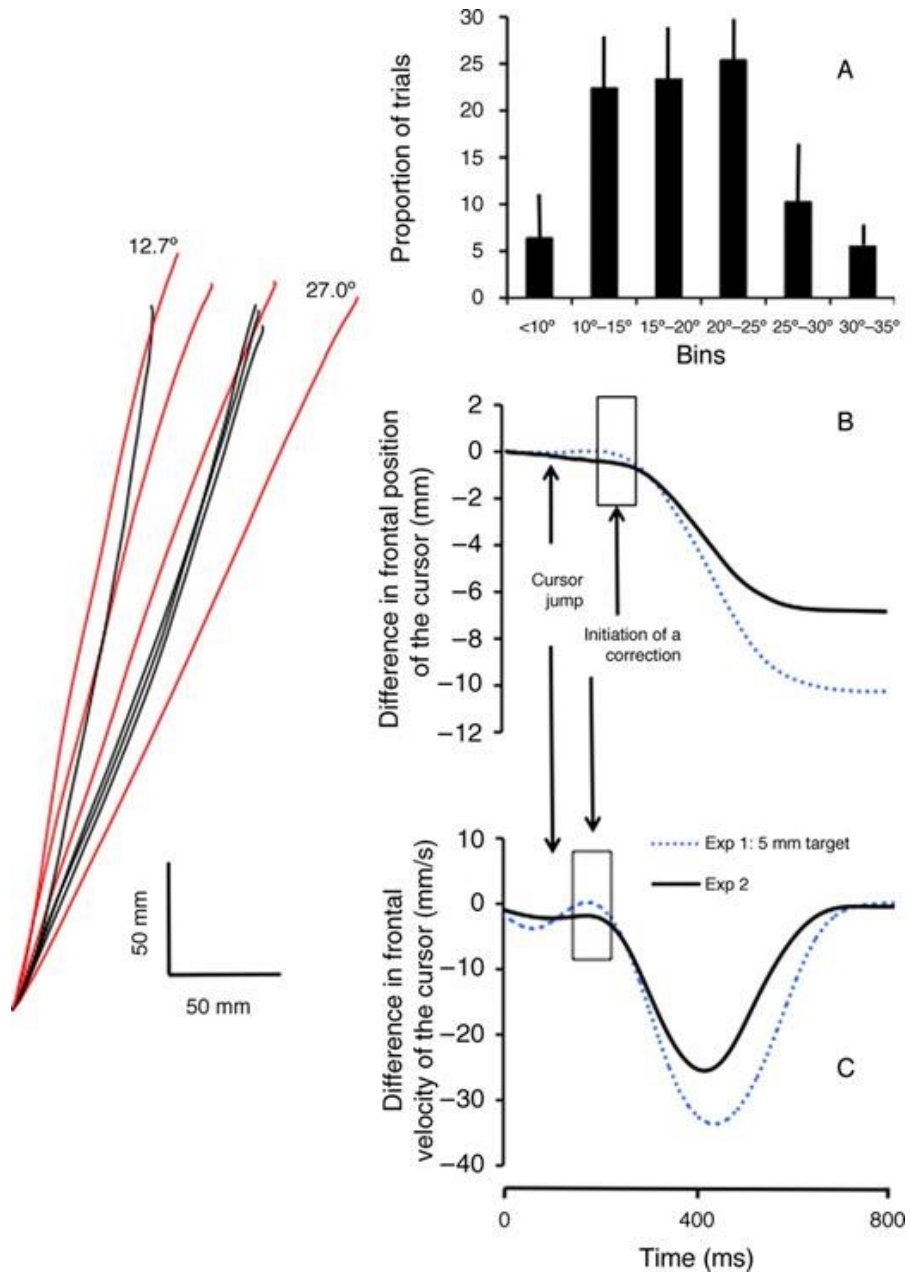 12.7º
27.0º
50 mm
50 mm
A
Proportion of trials
30
25
20
15
10
5
0
<10º 10º–15º 15º–20º 20º–25º 25º–30º 30º–35º
Bins
B
Difference in frontal position
of the cursor (mm)
2
0
−2
−4
−6
−8
−10
−12
Cursor
jump
Initiation of a
correction
Difference in frontal
velocity of the cursor (mm/s)
10
0
−10
−20
−30
−40
Exp 1: 5 mm target
Exp 2
C
0 400 800
Time (ms)